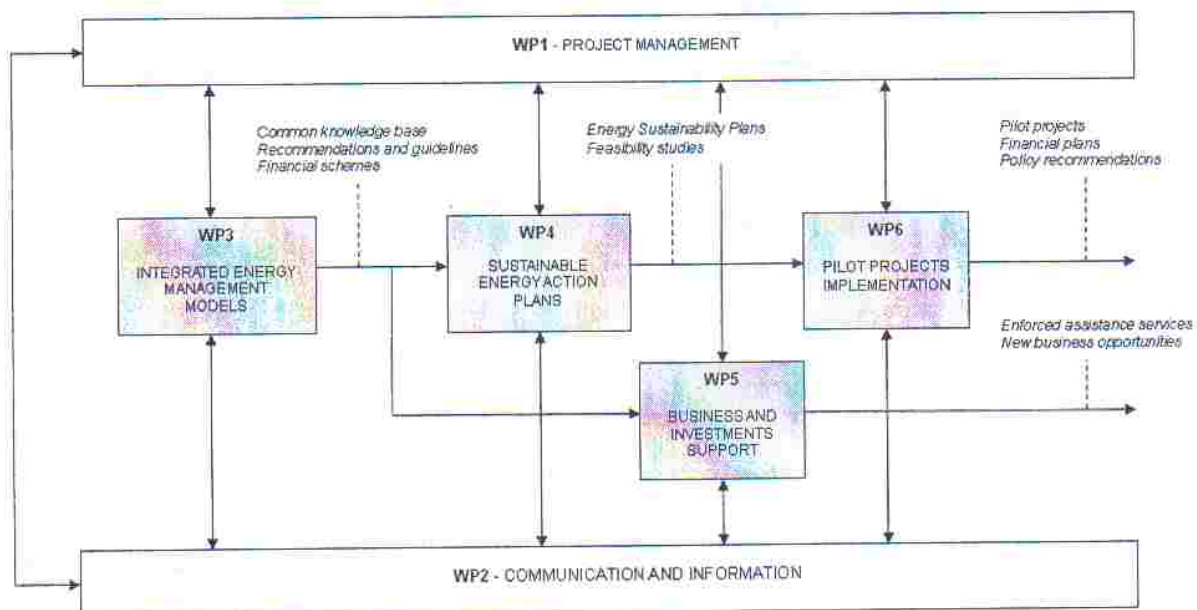 WP1 - PROJECT MANAGEMENT
Common knowledge base
Recommendations and guidelines
Financial schemes
Energy Sustainability Plans
Feasibility studies
Pilot projects
Financial plans
Policy recommendations
WP3
INTEGRATED ENERGY
MANAGEMENT
MODELS
WP4
SUSTAINABLE
ENERGY ACTION
PLANS
WP6
PILOT PROJECTS
IMPLEMENTATION
Enforced assistance services
New business opportunities
WP5
BUSINESS AND
INVESTMENTS
SUPPORT
WP2 - COMMUNICATION AND INFORMATION